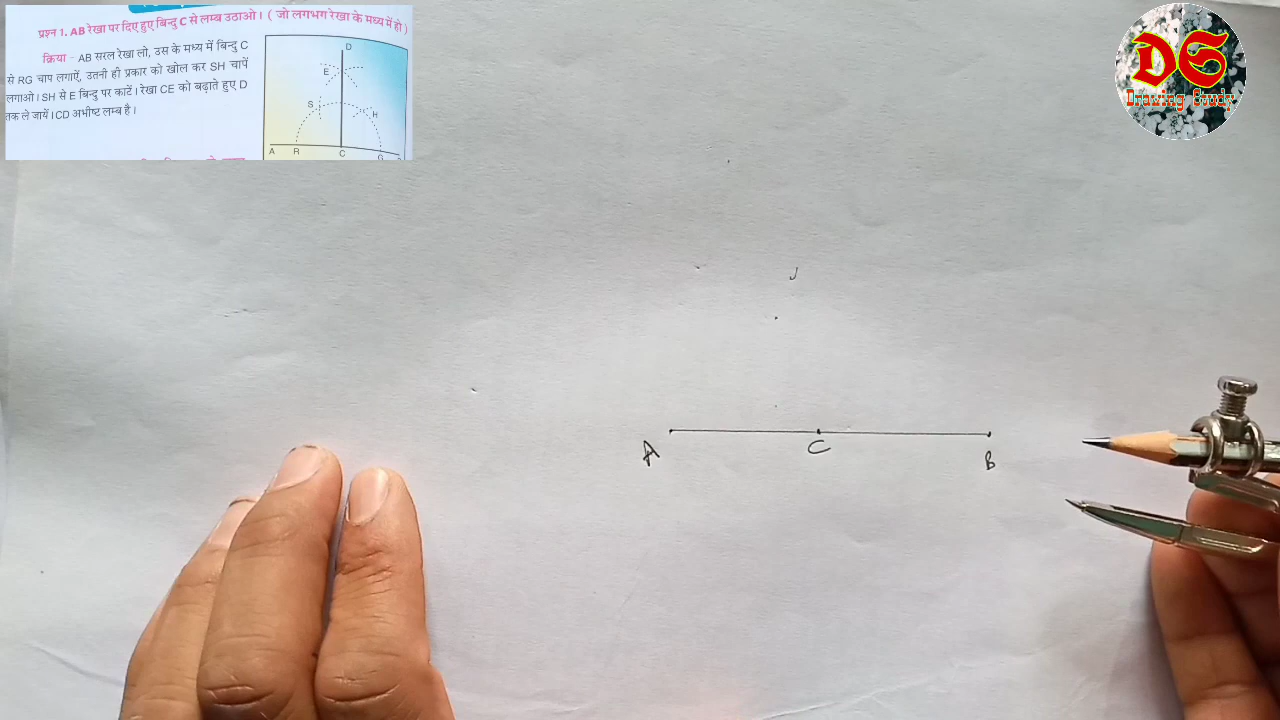 प्रश्न 1. AB रेखा पर दिए हुए बिन्दु C से लम्ब उठाओ। ( जो लगभग रेखा के मध्य में हो )
क्रिया - AB सरल रेखा लो, उस के मध्य में बिन्दु C
से RG चाप लगाऐं, उतनी ही प्रकार को खोल कर SH चापें
लगाओ। SH से E बिन्दु पर काटें। रेखा CE को बढ़ाते हुए D
तक ले जायें। CD अभीष्ट लम्ब है।
D
E
S
H
A R C G
DS
Drawing Study
A C B